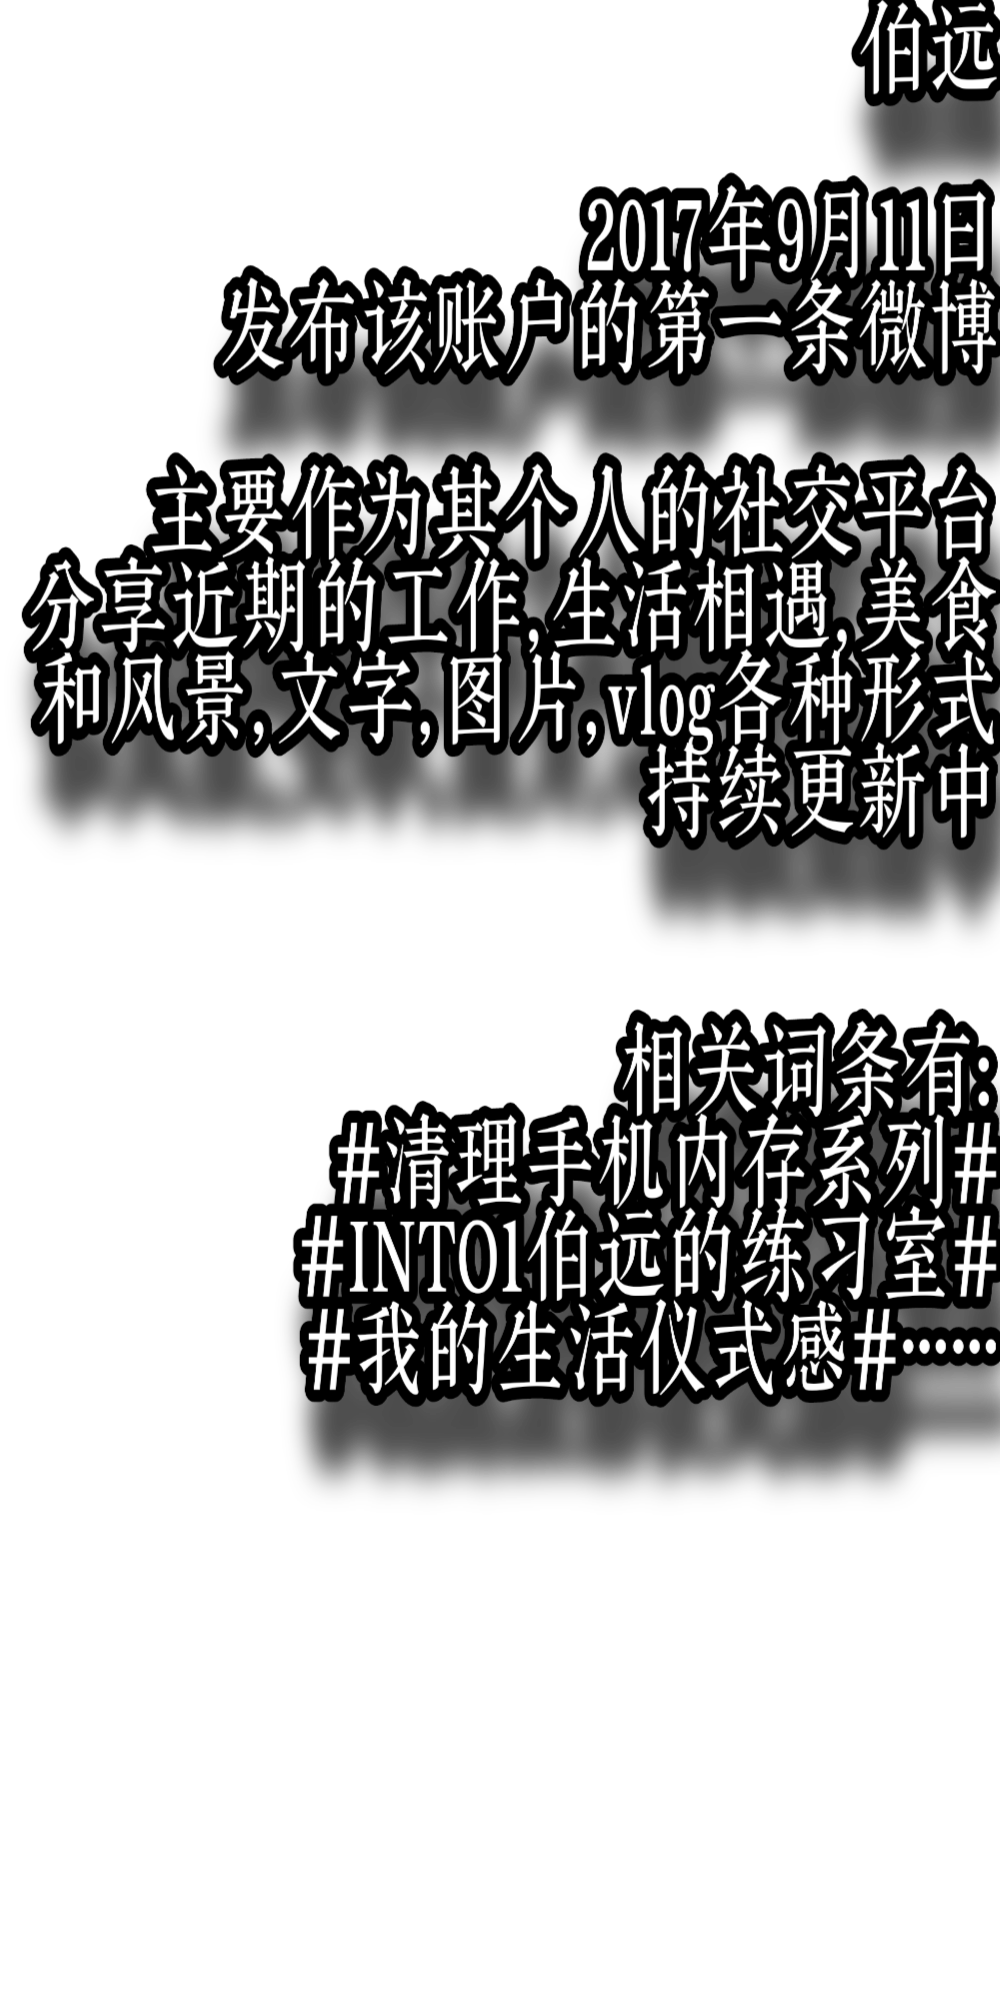 伯远
2017年9月11日
发布该账户的第一条微博
主要作为其个人的社交平台
分享近期的工作,生活相遇,美食
和风景,文字,图片,vlog各种形式
持续更新中
相关词条有:
#清理手机内存系列#
#INTO1伯远的练习室#
#我的生活仪式感#……